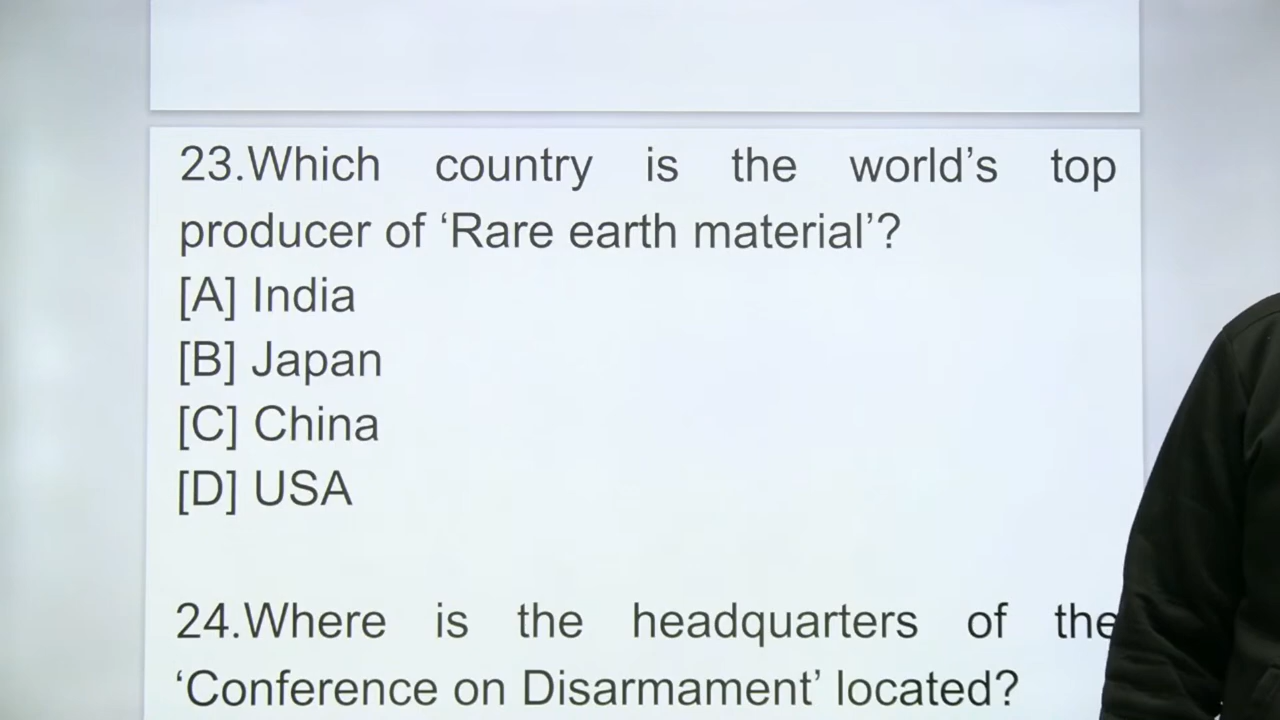 23.Which country is the world's top
producer of ‘Rare earth material’?
[A] India
[B] Japan
[C] China
[D] USA
24.Where is the headquarters of the
‘Conference on Disarmament’ located?